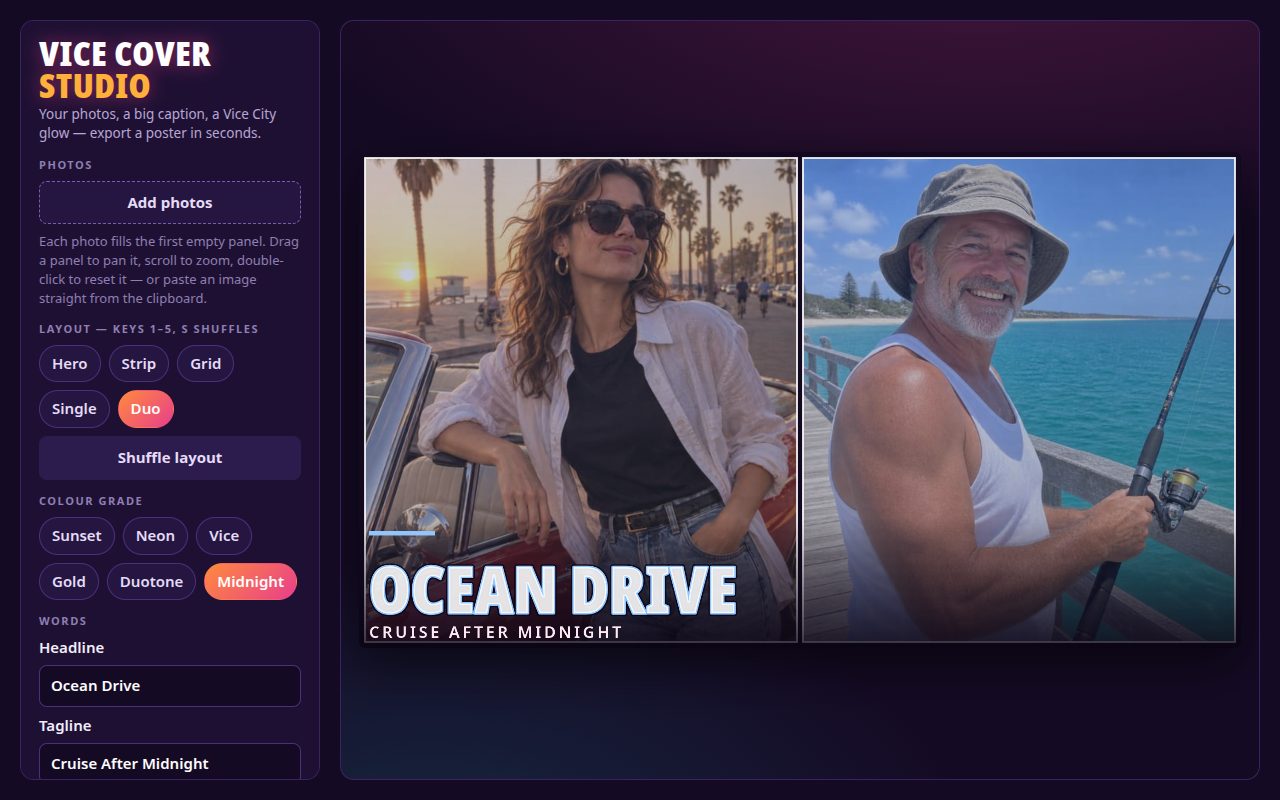 VICE COVER
STUDIO
Your photos, a big caption, a Vice City
glow — export a poster in seconds.
PHOTOS
Add photos
Each photo fills the first empty panel. Drag
a panel to pan it, scroll to zoom, double-
click to reset it — or paste an image
straight from the clipboard.
LAYOUT — KEYS 1–5, S SHUFFLES
Hero Strip Grid
Single Duo
Shuffle layout
COLOUR GRADE
Sunset Neon Vice
Gold Duotone Midnight
WORDS
Headline
Ocean Drive
Tagline
Cruise After Midnight
OCEAN DRIVE
CRUISE AFTER MIDNIGHT